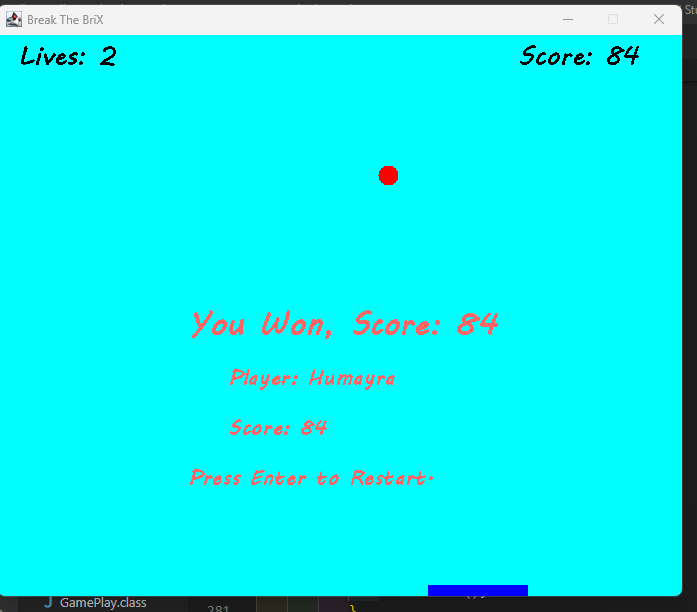 Break The BriX
Lives: 2
Score: 84
You Won, Score: 84
Player: Humayra
Score: 84
Press Enter to Restart.
GamePlay.class
281
}